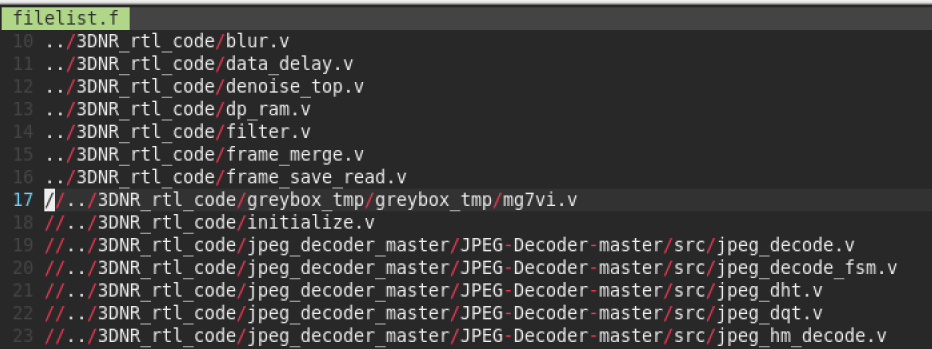 filelist.f
10 ../3DNR_rtl_code/blur.v
11 ../3DNR_rtl_code/data_delay.v
12 ../3DNR_rtl_code/denoise_top.v
13 ../3DNR_rtl_code/dp_ram.v
14 ../3DNR_rtl_code/filter.v
15 ../3DNR_rtl_code/frame_merge.v
16 ../3DNR_rtl_code/frame_save_read.v
17 //../3DNR_rtl_code/greybox_tmp/greybox_tmp/mg7vi.v
18 //../3DNR_rtl_code/initialize.v
19 //../3DNR_rtl_code/jpeg_decoder_master/JPEG-Decoder-master/src/jpeg_decode.v
20 //../3DNR_rtl_code/jpeg_decoder_master/JPEG-Decoder-master/src/jpeg_decode_fsm.v
21 //../3DNR_rtl_code/jpeg_decoder_master/JPEG-Decoder-master/src/jpeg_dht.v
22 //../3DNR_rtl_code/jpeg_decoder_master/JPEG-Decoder-master/src/jpeg_dqt.v
23 //../3DNR_rtl_code/jpeg_decoder_master/JPEG-Decoder-master/src/jpeg_hm_decode.v